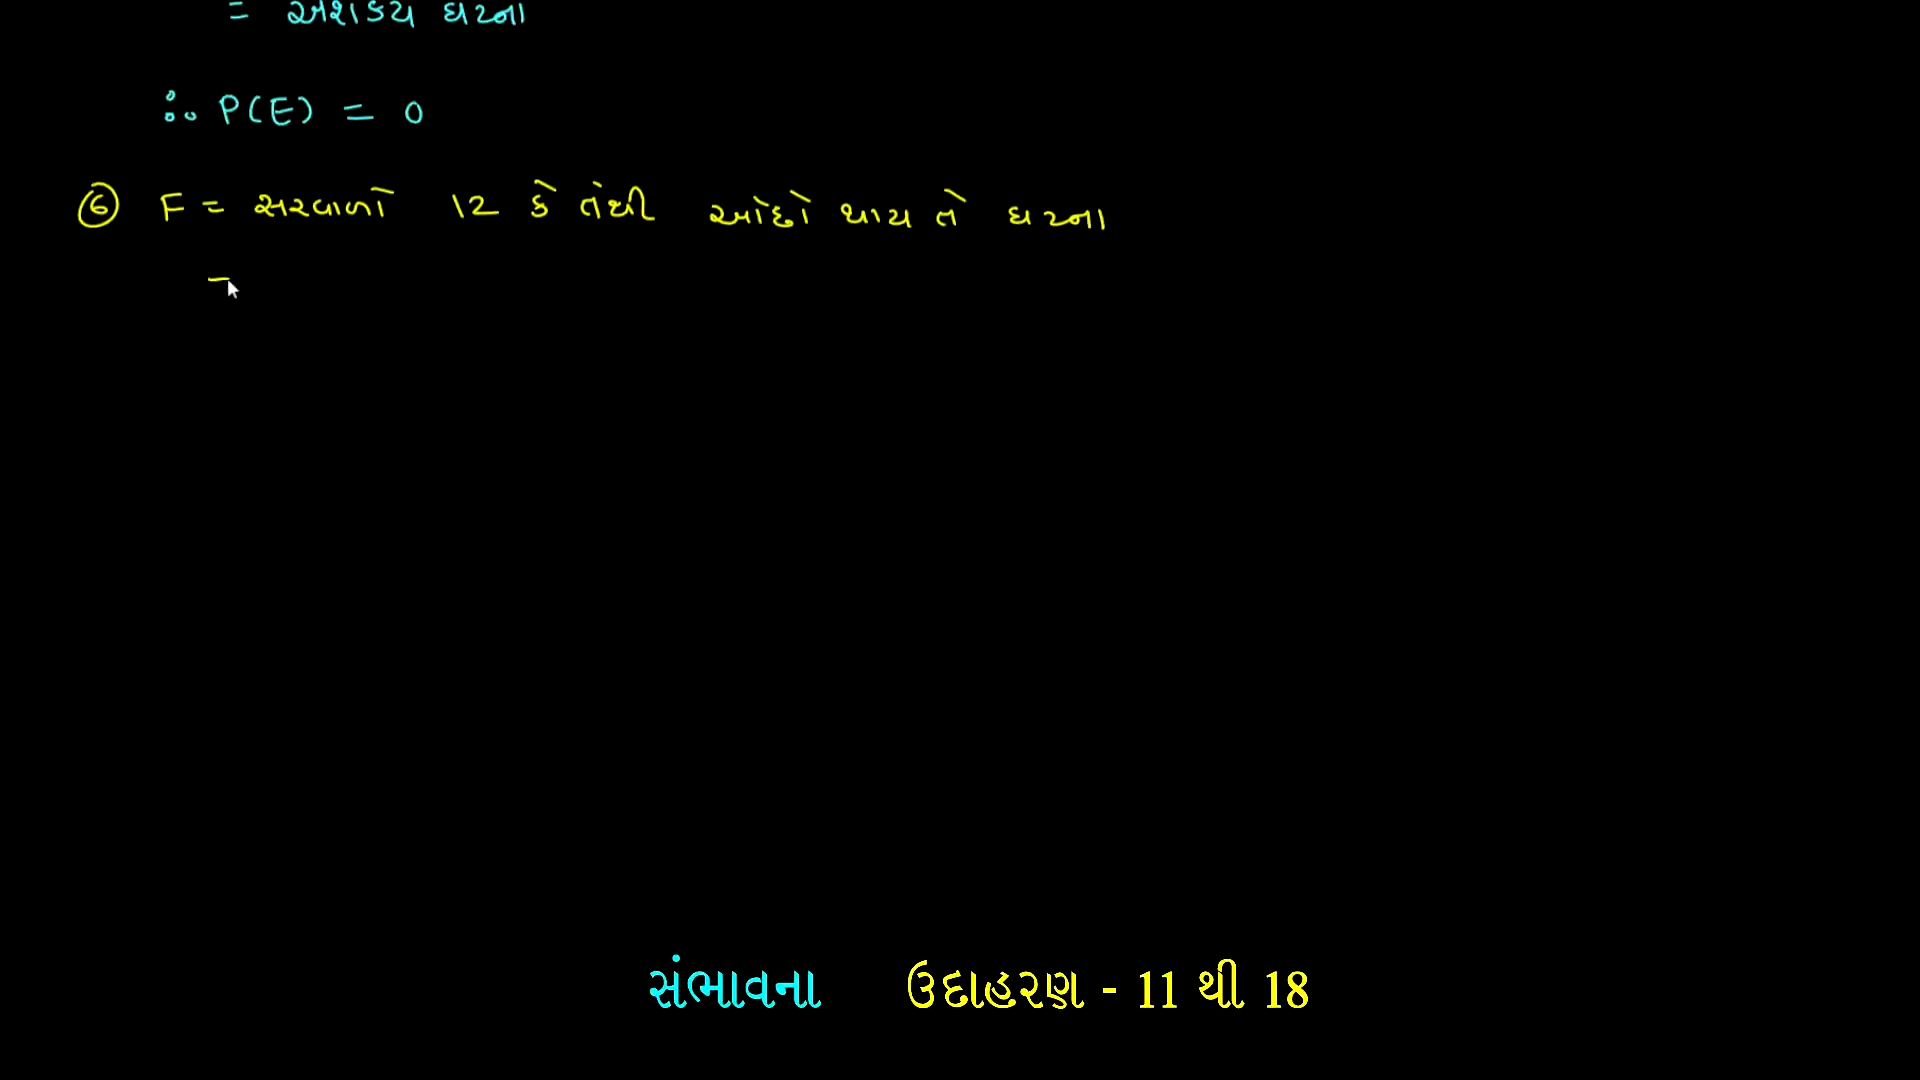 = અશક્ય ઘટના
∴ P(E) = 0
⑥ F = સરવાળો 12 કે તેથી ઓછો થાય તે ઘટના
સંભાવના ઉદાહરણ - 11 થી 18